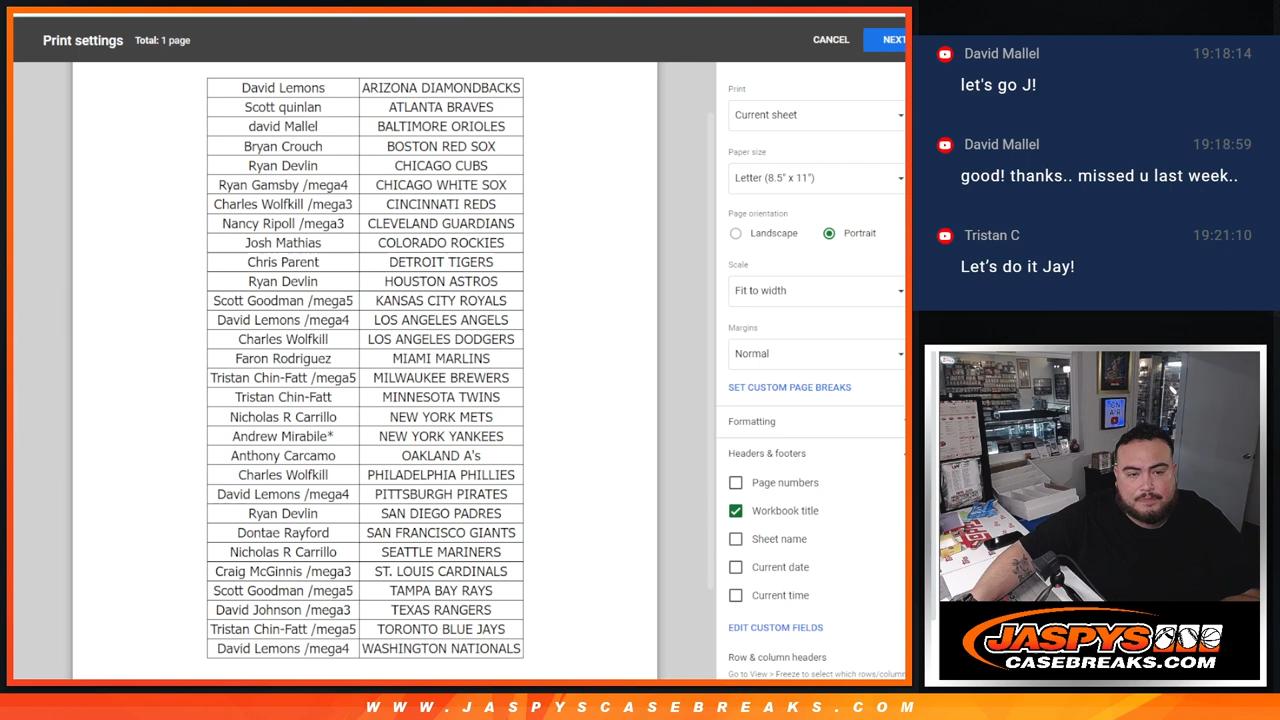 Print settings Total: 1 page CANCEL NEXT
David Lemons ARIZONA DIAMONDBACKS
Scott quinlan ATLANTA BRAVES
david Mallel BALTIMORE ORIOLES
Bryan Crouch BOSTON RED SOX
Ryan Devlin CHICAGO CUBS
Ryan Gamsby /mega4 CHICAGO WHITE SOX
Charles Wolfkill /mega3 CINCINNATI REDS
Nancy Ripoll /mega3 CLEVELAND GUARDIANS
Josh Mathias COLORADO ROCKIES
Chris Parent DETROIT TIGERS
Ryan Devlin HOUSTON ASTROS
Scott Goodman /mega5 KANSAS CITY ROYALS
David Lemons /mega4 LOS ANGELES ANGELS
Charles Wolfkill LOS ANGELES DODGERS
Faron Rodriguez MIAMI MARLINS
Tristan Chin-Fatt /mega5 MILWAUKEE BREWERS
Tristan Chin-Fatt MINNESOTA TWINS
Nicholas R Carrillo NEW YORK METS
Andrew Mirabile* NEW YORK YANKEES
Anthony Carcamo OAKLAND A's
Charles Wolfkill PHILADELPHIA PHILLIES
David Lemons /mega4 PITTSBURGH PIRATES
Ryan Devlin SAN DIEGO PADRES
Dontae Rayford SAN FRANCISCO GIANTS
Nicholas R Carrillo SEATTLE MARINERS
Craig McGinnis /mega3 ST. LOUIS CARDINALS
Scott Goodman /mega5 TAMPA BAY RAYS
David Johnson /mega3 TEXAS RANGERS
Tristan Chin-Fatt /mega5 TORONTO BLUE JAYS
David Lemons /mega4 WASHINGTON NATIONALS
Print
Current sheet
Paper size
Letter (8.5" x 11")
Page orientation
Landscape Portrait
Scale
Fit to width
Margins
Normal
SET CUSTOM PAGE BREAKS
Formatting
Headers & footers
Page numbers
Workbook title
Sheet name
Current date
Current time
EDIT CUSTOM FIELDS
Row & column headers
Go to View > Freeze to select which rows/column
David Mallel 19:18:14
let's go J!
David Mallel 19:18:59
good! thanks.. missed u last week..
Tristan C 19:21:10
Let’s do it Jay!
ON
AIR
JASPYS
CASEBREAKS.COM
WWW.JASPYSCASEBREAKS.COM